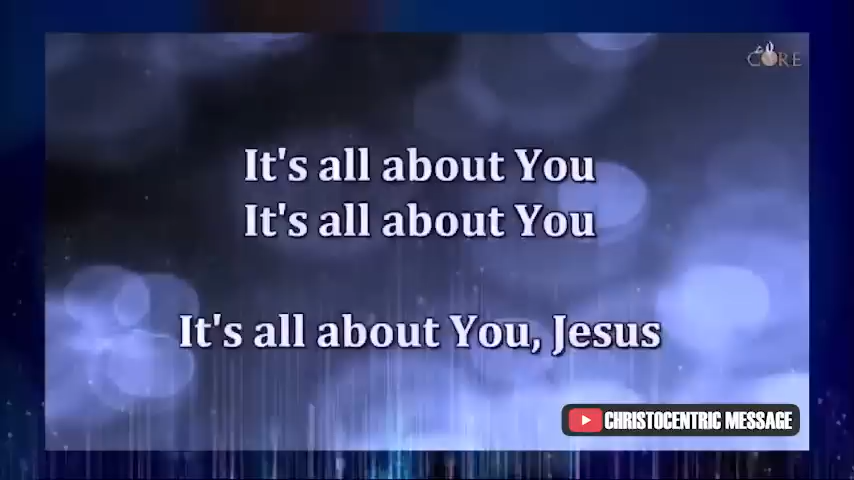 CORE
It's all about You
It's all about You
It's all about You, Jesus
CHRISTOCENTRIC MESSAGE